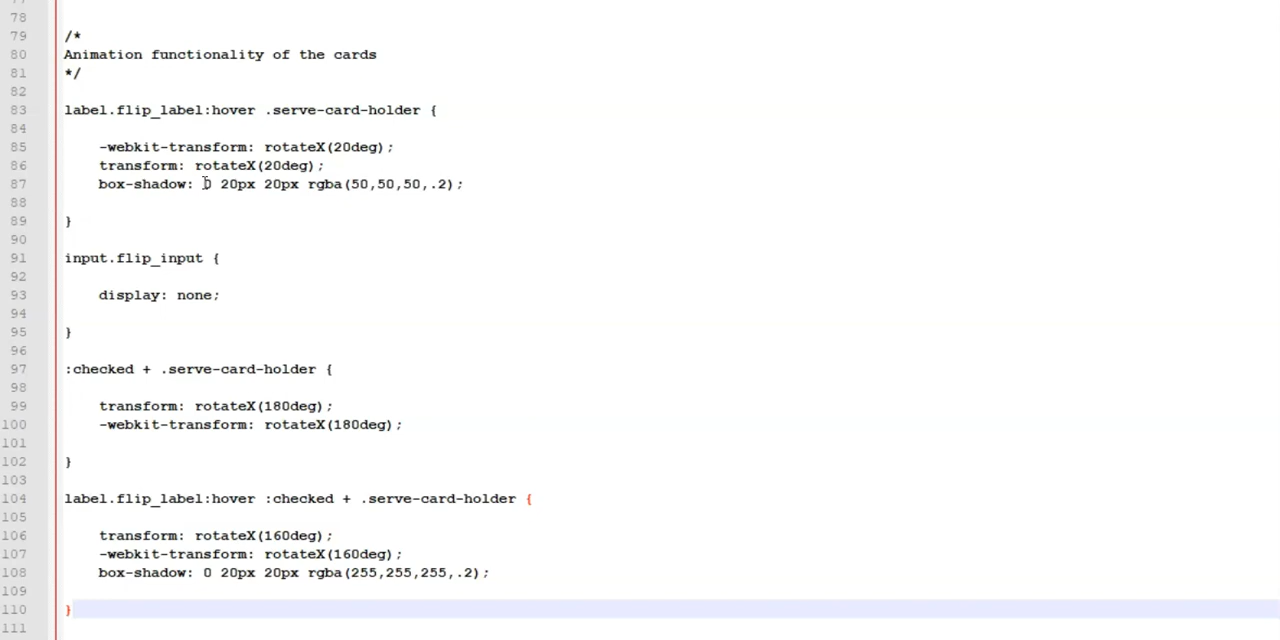 78
79 /*
80 Animation functionality of the cards
81 */
82
83 label.flip_label:hover .serve-card-holder {
84
85 -webkit-transform: rotateX(20deg);
86 transform: rotateX(20deg);
87 box-shadow: 0 20px 20px rgba(50,50,50,.2);
88
89 }
90
91 input.flip_input {
92
93 display: none;
94
95 }
96
97 :checked + .serve-card-holder {
98
99 transform: rotateX(180deg);
100 -webkit-transform: rotateX(180deg);
101
102 }
103
104 label.flip_label:hover :checked + .serve-card-holder {
105
106 transform: rotateX(160deg);
107 -webkit-transform: rotateX(160deg);
108 box-shadow: 0 20px 20px rgba(255,255,255,.2);
109
110 }
111